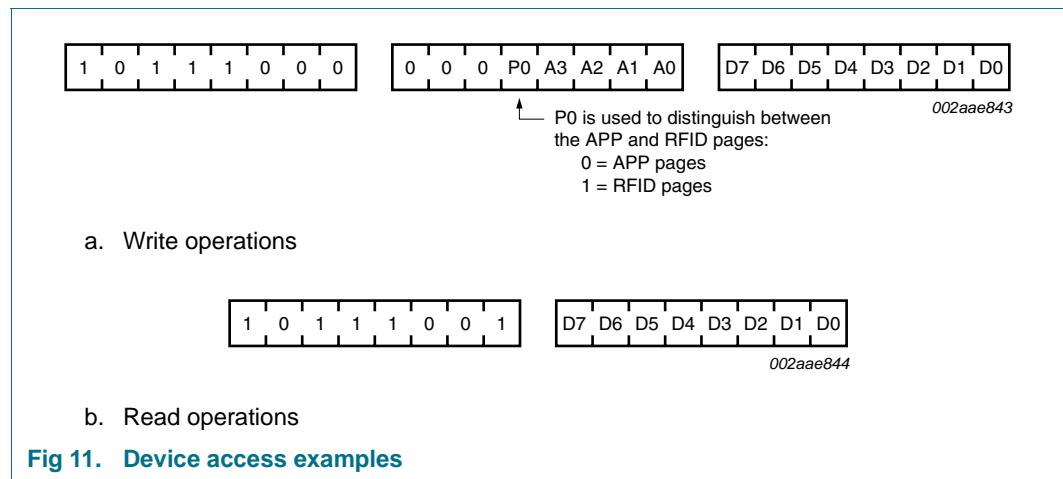 1 0 1 1 1 0 0 0 0 0 0 P0 A3 A2 A1 A0 D7 D6 D5 D4 D3 D2 D1 D0
002aae843
P0 is used to distinguish between
the APP and RFID pages:
0 = APP pages
1 = RFID pages
a. Write operations
1 0 1 1 1 0 0 1 D7 D6 D5 D4 D3 D2 D1 D0
002aae844
b. Read operations
Fig 11. Device access examples